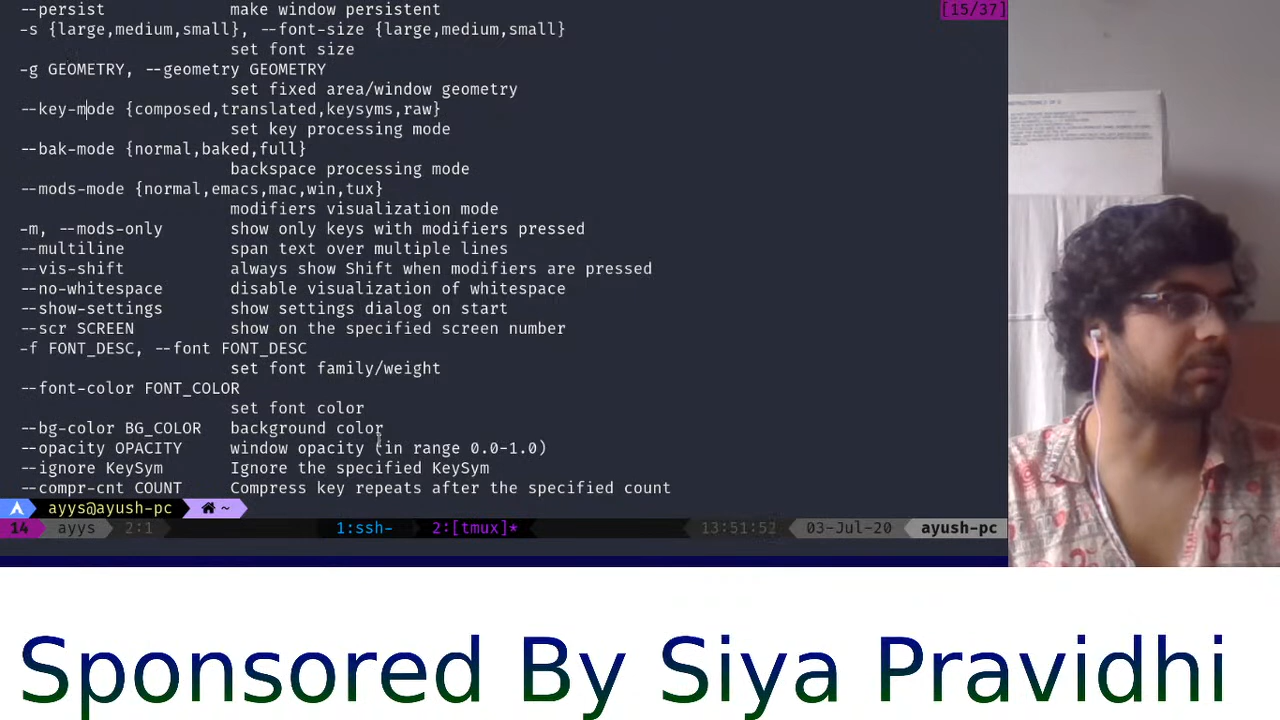 --persist make window persistent [15/37]
-s {large,medium,small}, --font-size {large,medium,small}
set font size
-g GEOMETRY, --geometry GEOMETRY
set fixed area/window geometry
--key-mode {composed,translated,keysyms,raw}
set key processing mode
--bak-mode {normal,baked,full}
backspace processing mode
--mods-mode {normal,emacs,mac,win,tux}
modifiers visualization mode
-m, --mods-only show only keys with modifiers pressed
--multiline span text over multiple lines
--vis-shift always show Shift when modifiers are pressed
--no-whitespace disable visualization of whitespace
--show-settings show settings dialog on start
--scr SCREEN show on the specified screen number
-f FONT_DESC, --font FONT_DESC
set font family/weight
--font-color FONT_COLOR
set font color
--bg-color BG_COLOR background color
--opacity OPACITY window opacity (in range 0.0-1.0)
--ignore KeySym Ignore the specified KeySym
--compr-cnt COUNT Compress key repeats after the specified count
ayys@ayush-pc ~
14 ayys 2:1 1:ssh- 2:[tmux]* 13:51:52 03-Jul-20 ayush-pc
Sponsored By Siya Pravidhi